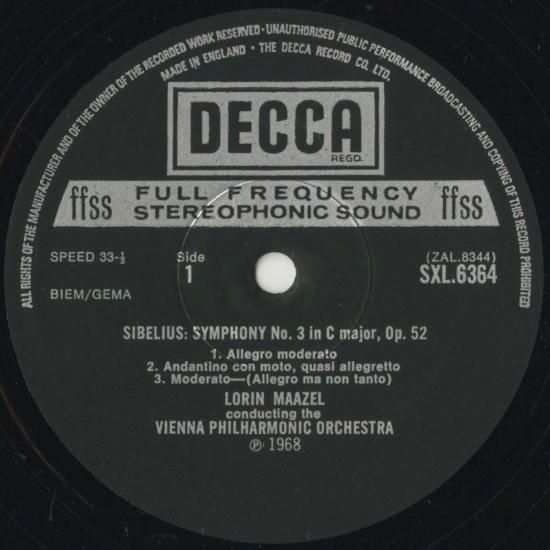 ALL RIGHTS OF THE MANUFACTURER AND OF THE OWNER OF THE RECORDED WORK RESERVED · UNAUTHORISED PUBLIC PERFORMANCE BROADCASTING AND COPYING OF THIS RECORD PROHIBITED
MADE IN ENGLAND · THE DECCA RECORD CO. LTD.
DECCA
REGD.
ffss FULL FREQUENCY STEREOPHONIC SOUND ffss
SPEED 33-⅓ Side 1 (ZAL.8344)
SXL.6364
BIEM/GEMA
SIBELIUS: SYMPHONY No. 3 in C major, Op. 52
1. Allegro moderato
2. Andantino con moto, quasi allegretto
3. Moderato—(Allegro ma non tanto)
LORIN MAAZEL
conducting the
VIENNA PHILHARMONIC ORCHESTRA
℗ 1968